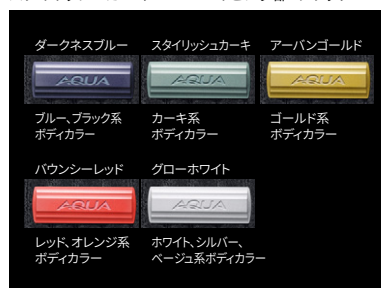 ダークネスブルー
スタイリッシュカーキ
アーバンゴールド
AQUA
AQUA
AQUA
ブルー、ブラック系
ボディカラー
カーキ系
ボディカラー
ゴールド系
ボディカラー
バウンシーレッド
グローホワイト
AQUA
AQUA
レッド、オレンジ系
ボディカラー
ホワイト、シルバー、
ベージュ系ボディカラー